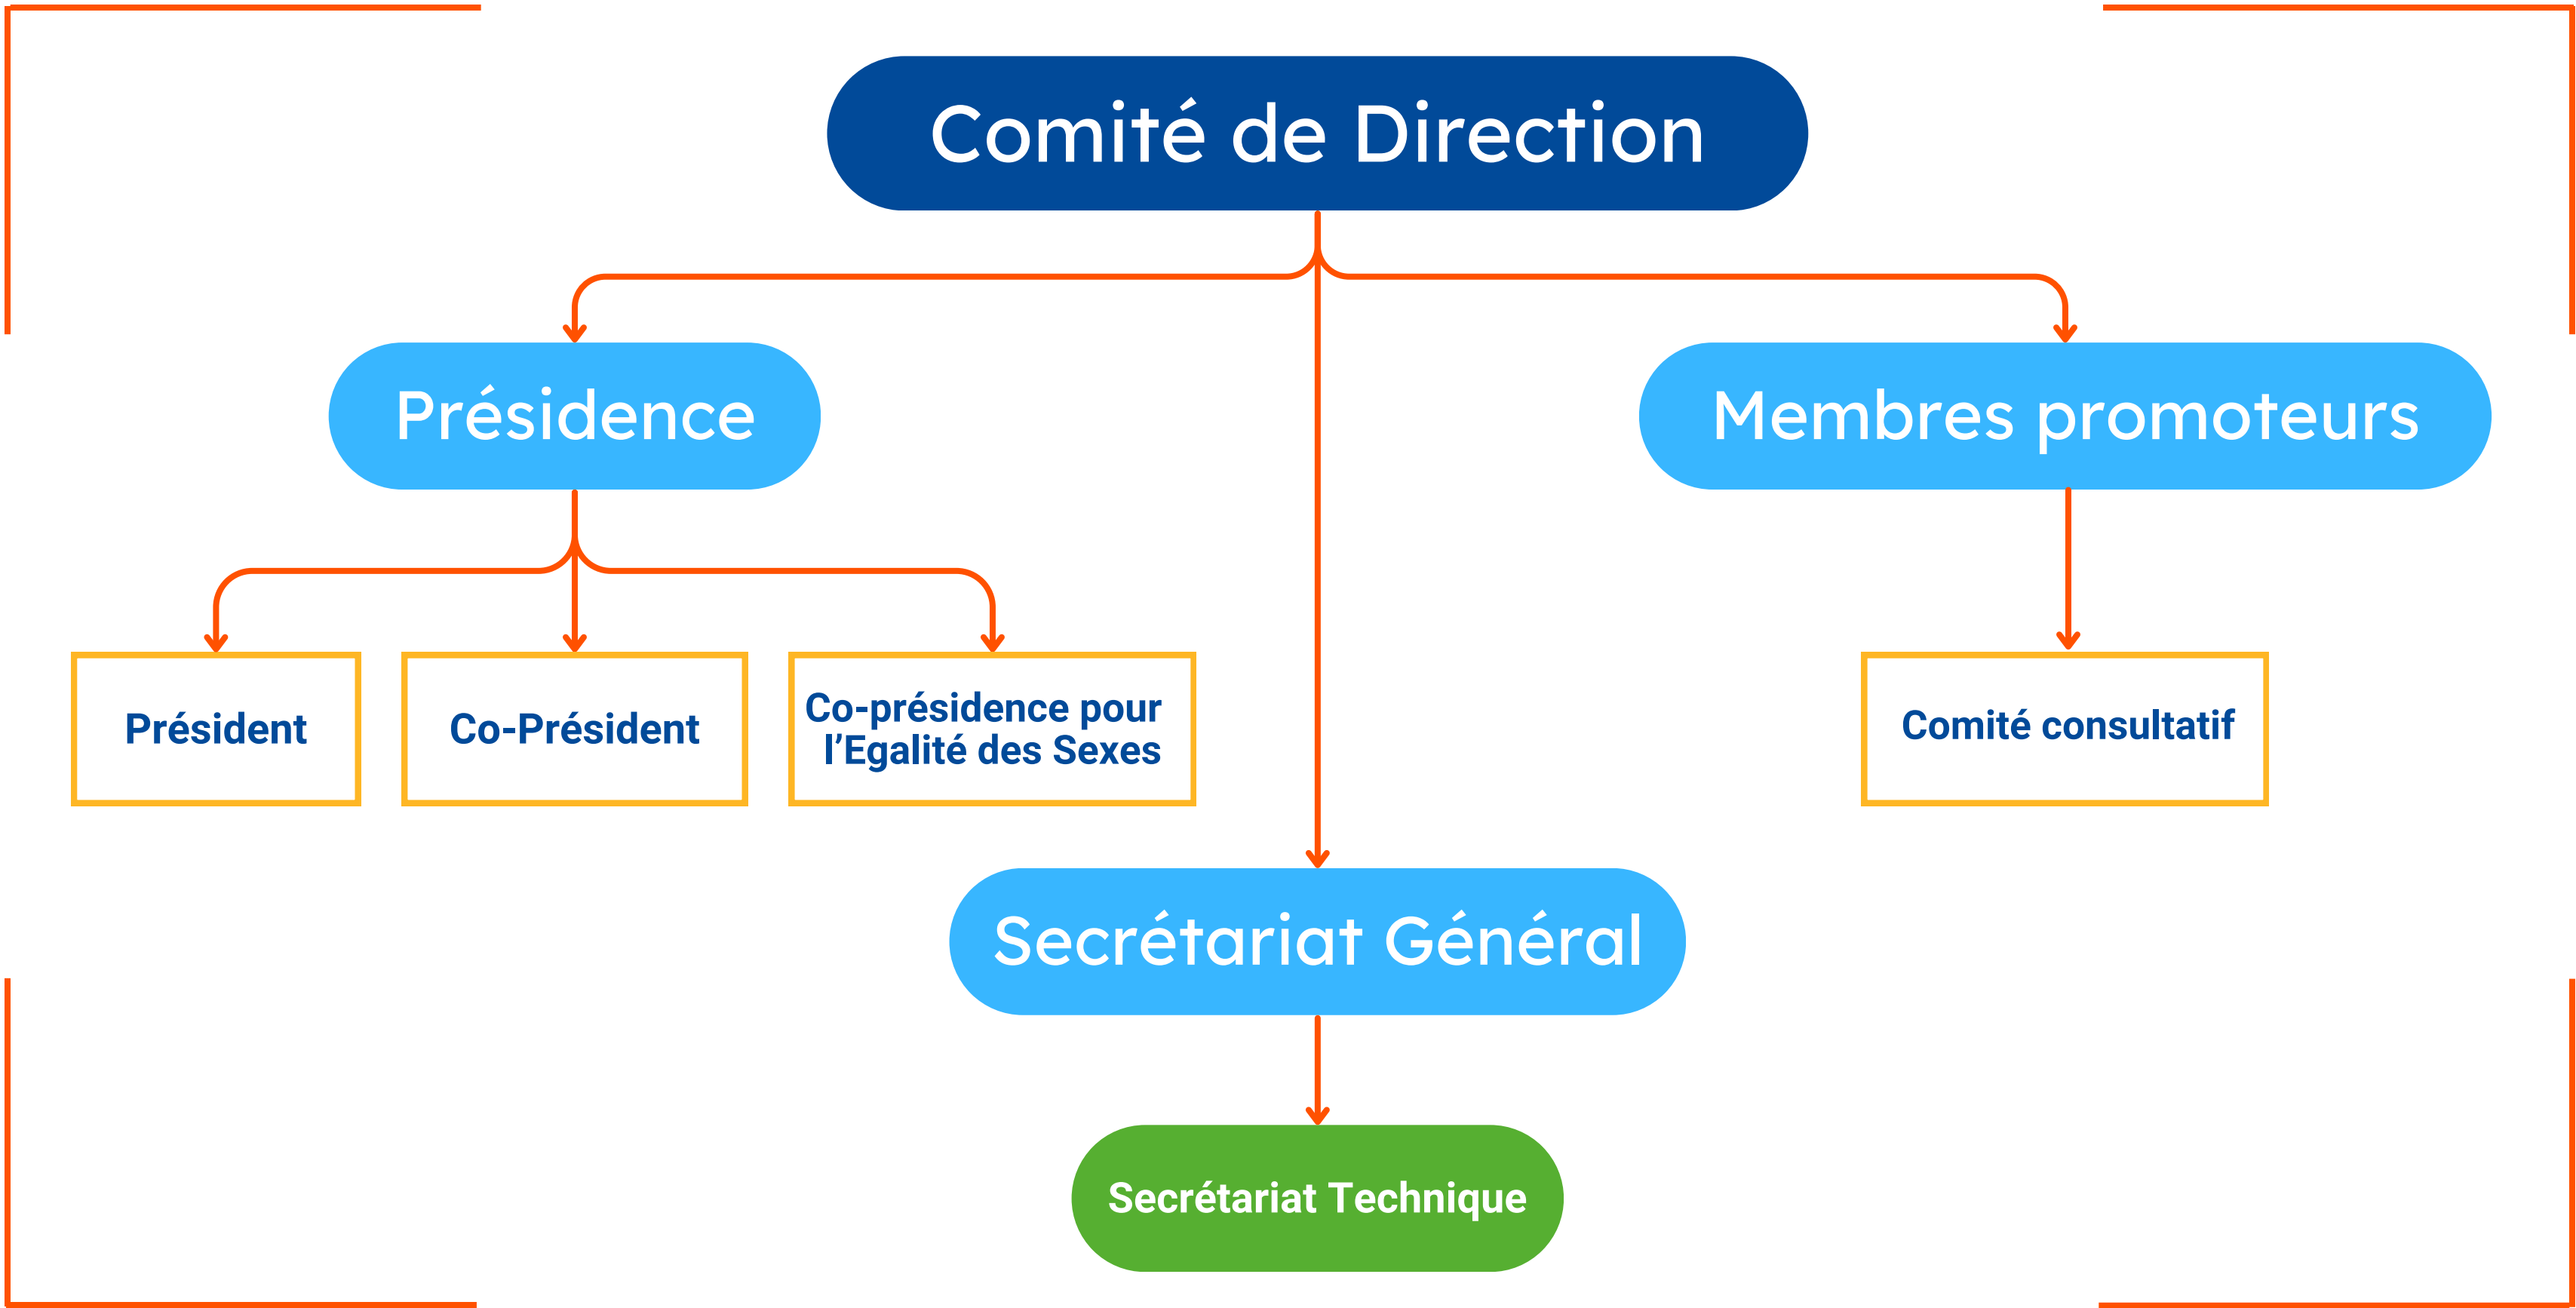 Comité de Direction
Présidence
Membres promoteurs
Président
Co-Président
Co-présidence pour
l’Egalité des Sexes
Comité consultatif
Secrétariat Général
Secrétariat Technique